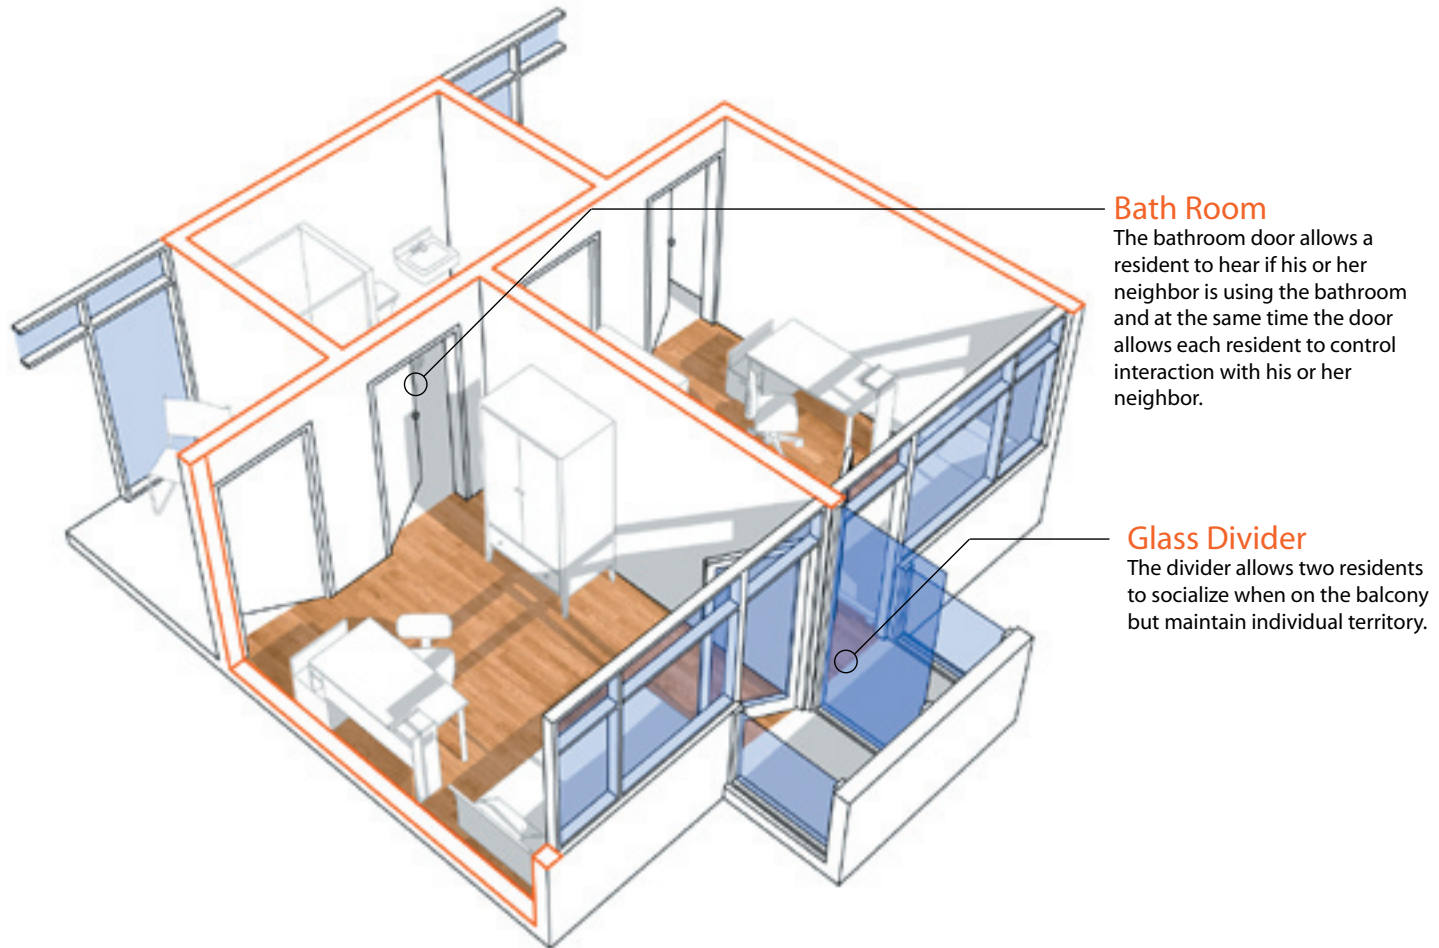 Bath Room
The bathroom door allows a
resident to hear if his or her
neighbor is using the bathroom
and at the same time the door
allows each resident to control
interaction with his or her
neighbor.
Glass Divider
The divider allows two residents
to socialize when on the balcony
but maintain individual territory.